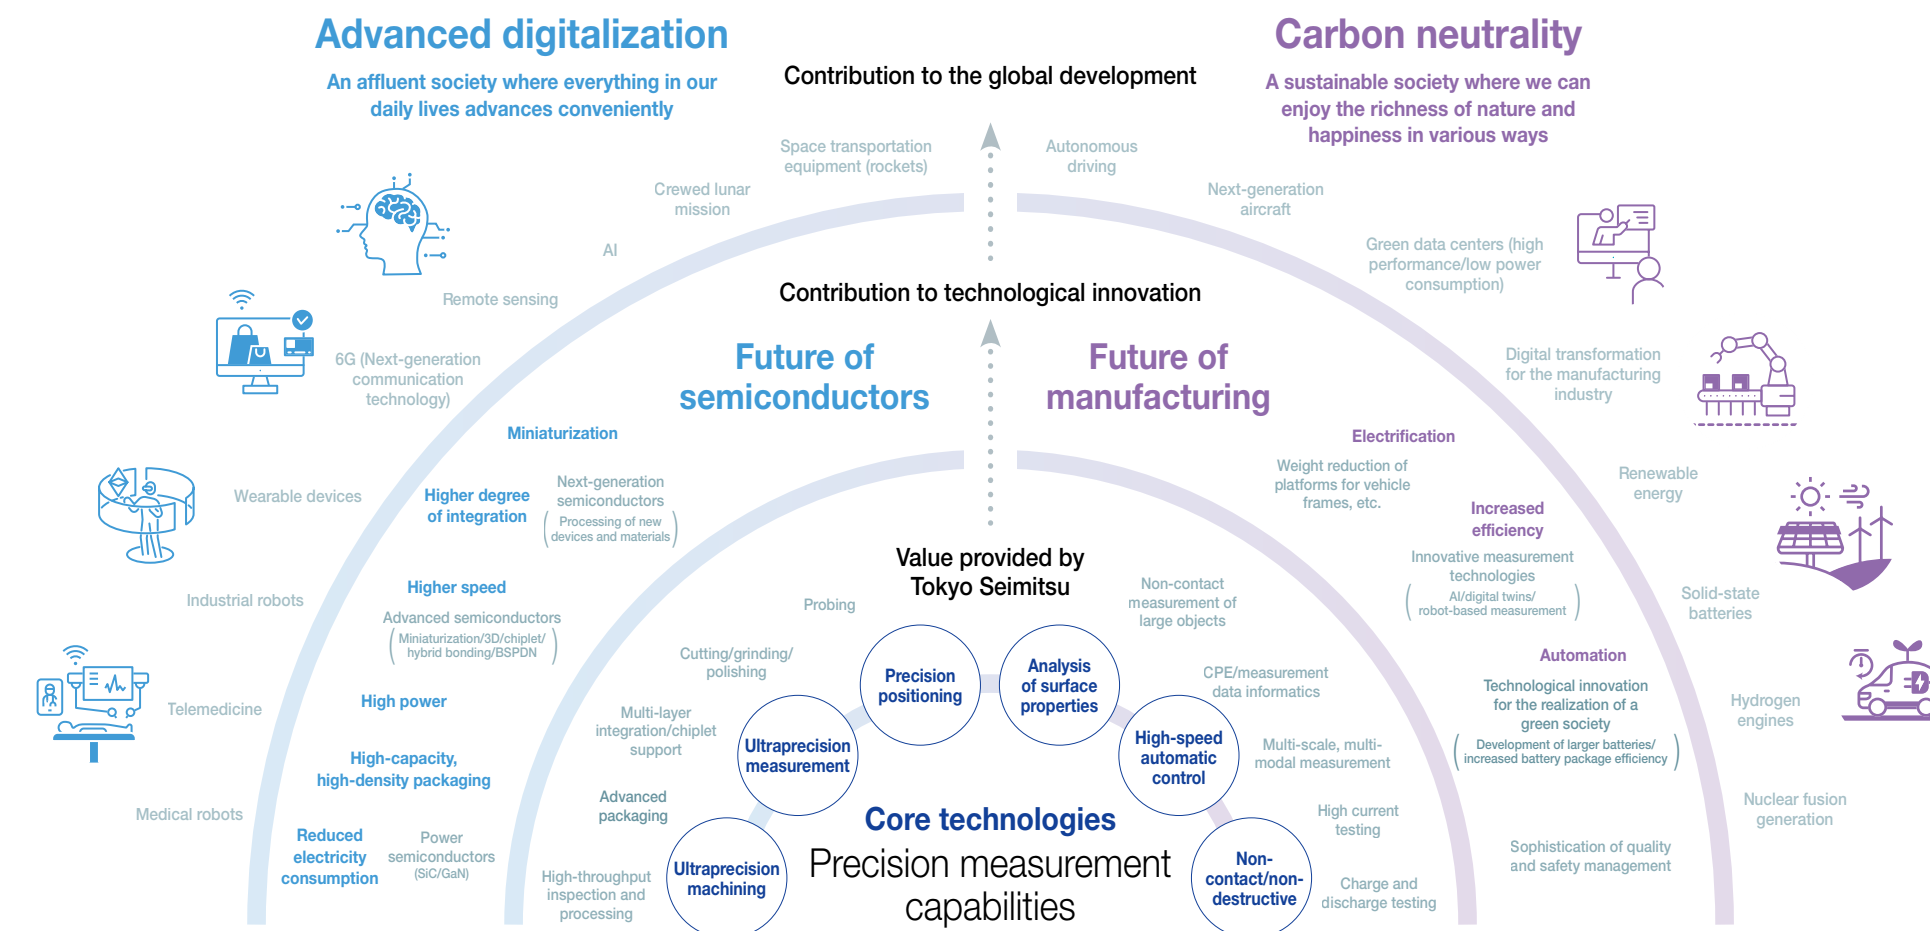 Advanced digitalization
An affluent society where everything in our
daily lives advances conveniently
Contribution to the global development
Carbon neutrality
A sustainable society where we can
enjoy the richness of nature and
happiness in various ways
Space transportation
equipment (rockets)
Crewed lunar
mission
AI
Remote sensing
6G (Next-generation
communication
technology)
Wearable devices
Industrial robots
Telemedicine
Medical robots
Autonomous
driving
Next-generation
aircraft
Green data centers (high
performance/low power
consumption)
Digital transformation
for the manufacturing
industry
Renewable
energy
Solid-state
batteries
Hydrogen
engines
Nuclear fusion
generation
Contribution to technological innovation
Future of
semiconductors
Miniaturization
Higher degree
of integration
Next-generation
semiconductors
(Processing of new
devices and materials)
Higher speed
Advanced semiconductors
(Miniaturization/3D/chiplet/
hybrid bonding/BSPDN)
High power
High-capacity,
high-density packaging
Reduced
electricity
consumption
Power
semiconductors
(SiC/GaN)
Future of
manufacturing
Electrification
Weight reduction of
platforms for vehicle
frames, etc.
Increased
efficiency
Innovative measurement
technologies
(AI/digital twins/
robot-based measurement)
Automation
Technological innovation
for the realization of a
green society
(Development of larger batteries/
increased battery package efficiency)
Sophistication of quality
and safety management
Value provided by
Tokyo Seimitsu
Probing
Cutting/grinding/
polishing
Multi-layer
integration/chiplet
support
Advanced
packaging
High-throughput
inspection and
processing
Non-contact
measurement of
large objects
CPE/measurement
data informatics
Multi-scale, multi-
modal measurement
High current
testing
Charge and
discharge testing
Precision
positioning
Analysis
of surface
properties
Ultraprecision
measurement
High-speed
automatic
control
Ultraprecision
machining
Non-
contact/non-
destructive
Core technologies
Precision measurement
capabilities